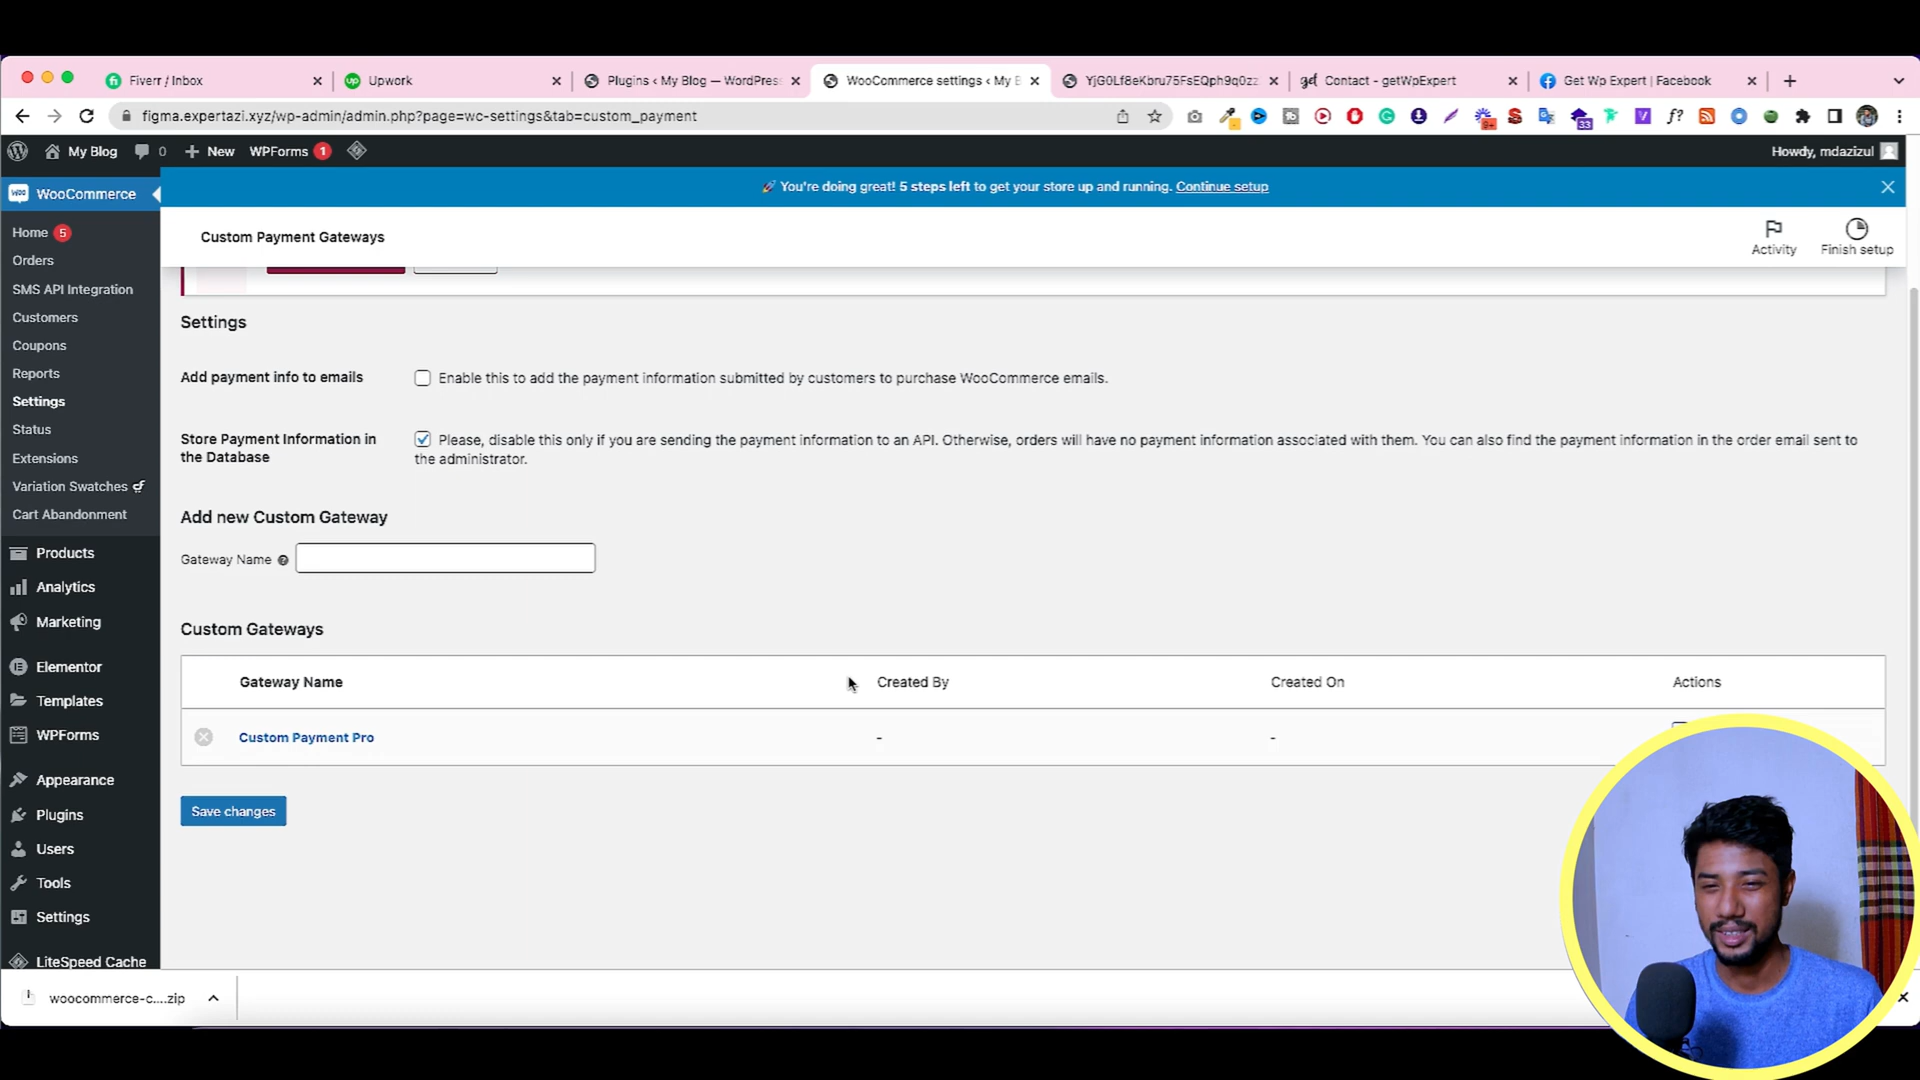 Fiverr / Inbox
Upwork
Plugins ‹ My Blog — WordPress
WooCommerce settings ‹ My B
YjG0Lf8eKbru75FsEQph9q0zz
Contact - getWpExpert
Get Wp Expert | Facebook
figma.expertazi.xyz/wp-admin/admin.php?page=wc-settings&tab=custom_payment
My Blog
0
New
WPForms 1
Howdy, mdazizul
WooCommerce
You're doing great! 5 steps left to get your store up and running. Continue setup
Custom Payment Gateways
Activity
Finish setup
Home 5
Orders
SMS API Integration
Customers
Coupons
Reports
Settings
Status
Extensions
Variation Swatches
Cart Abandonment
Products
Analytics
Marketing
Elementor
Templates
WPForms
Appearance
Plugins
Users
Tools
Settings
LiteSpeed Cache
Settings
Add payment info to emails
Enable this to add the payment information submitted by customers to purchase WooCommerce emails.
Store Payment Information in
the Database
Please, disable this only if you are sending the payment information to an API. Otherwise, orders will have no payment information associated with them. You can also find the payment information in the order email sent to
the administrator.
Add new Custom Gateway
Gateway Name
Custom Gateways
Gateway Name
Created By
Created On
Actions
Custom Payment Pro
-
-
Save changes
woocommerce-c....zip